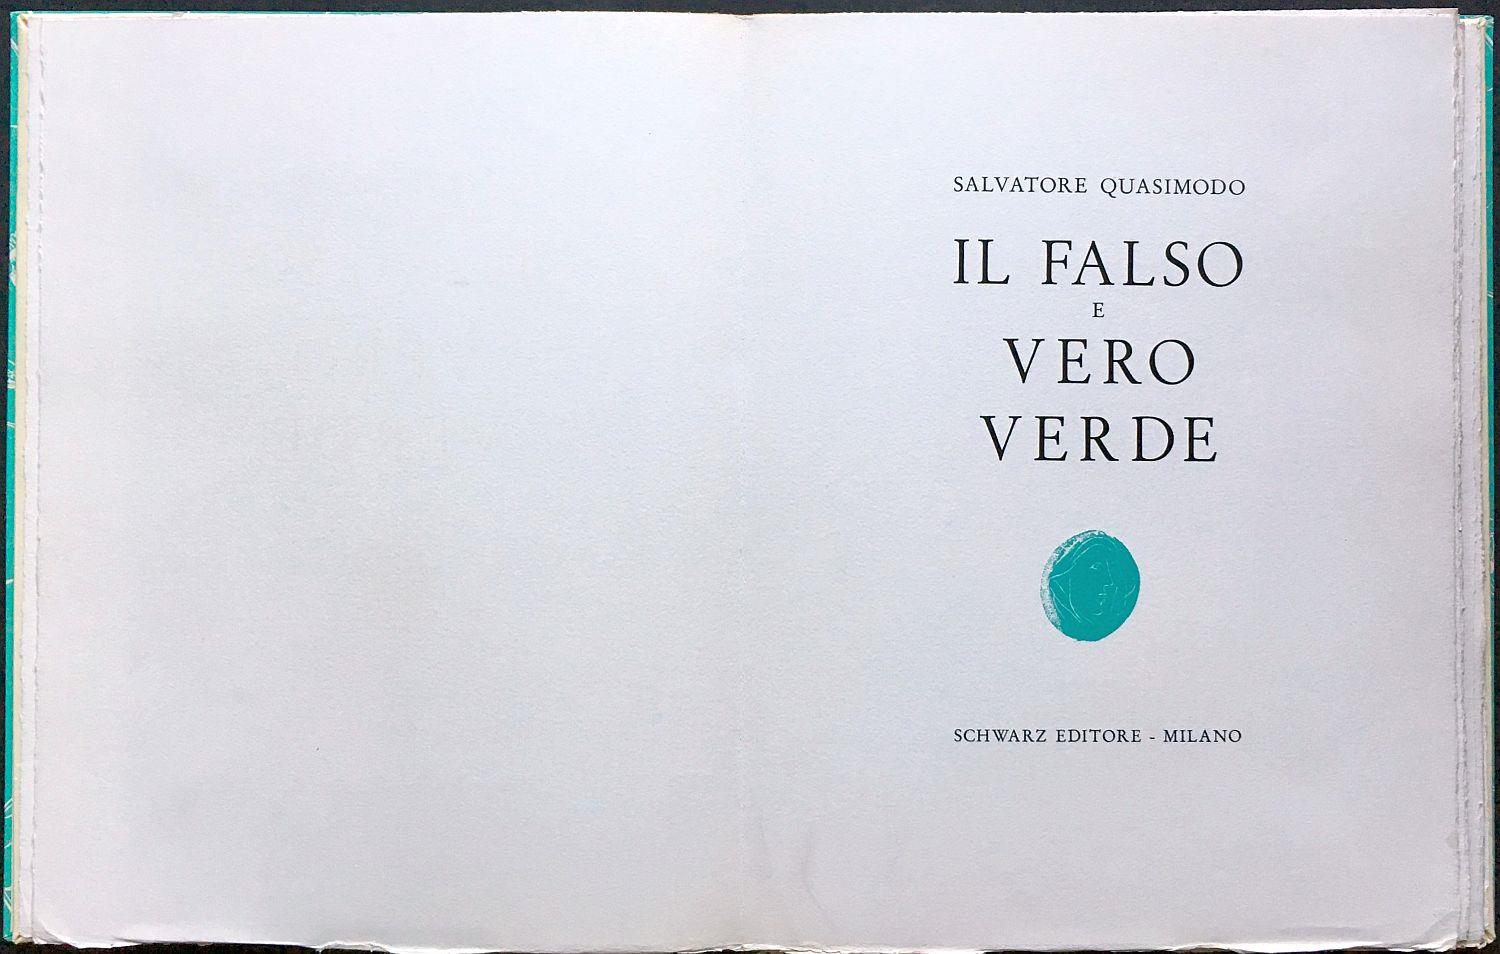 SALVATORE QUASIMODO
IL FALSO
E
VERO
VERDE
SCHWARZ EDITORE - MILANO